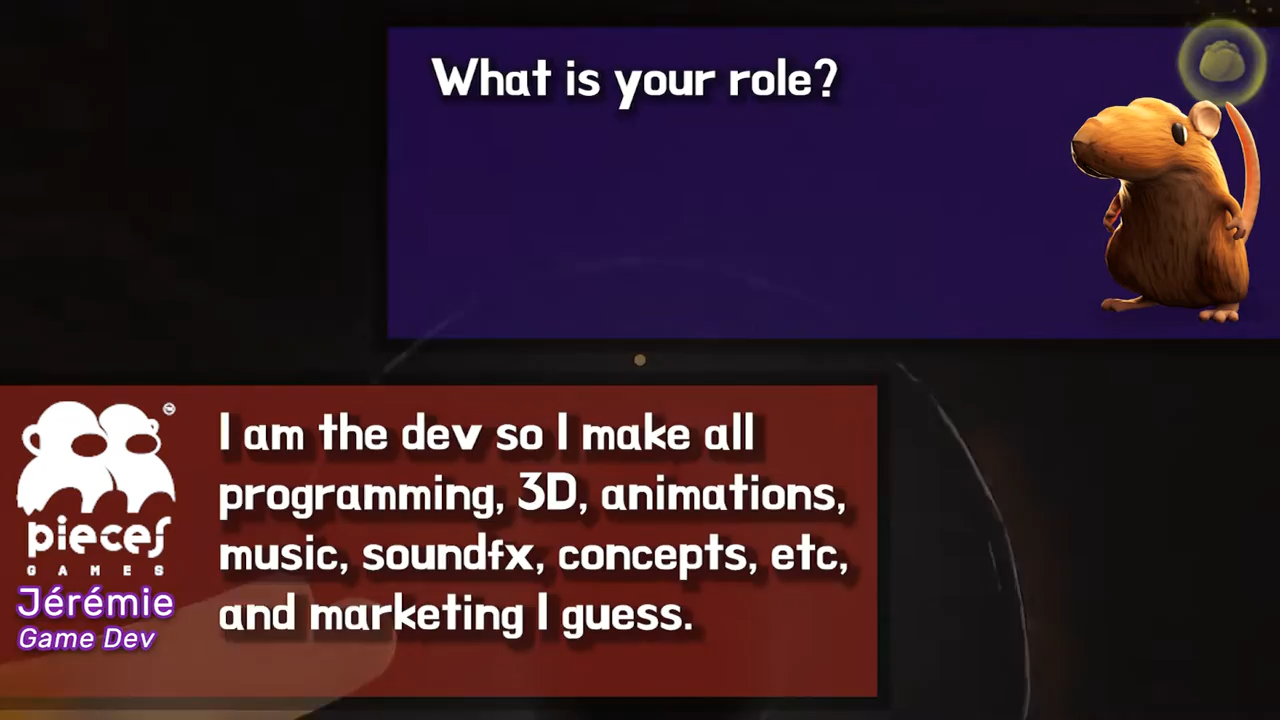 What is your role?
I am the dev so I make all
programming, 3D, animations,
music, soundfx, concepts, etc,
and marketing I guess.
pieces
GAMES
Jérémie
Game Dev